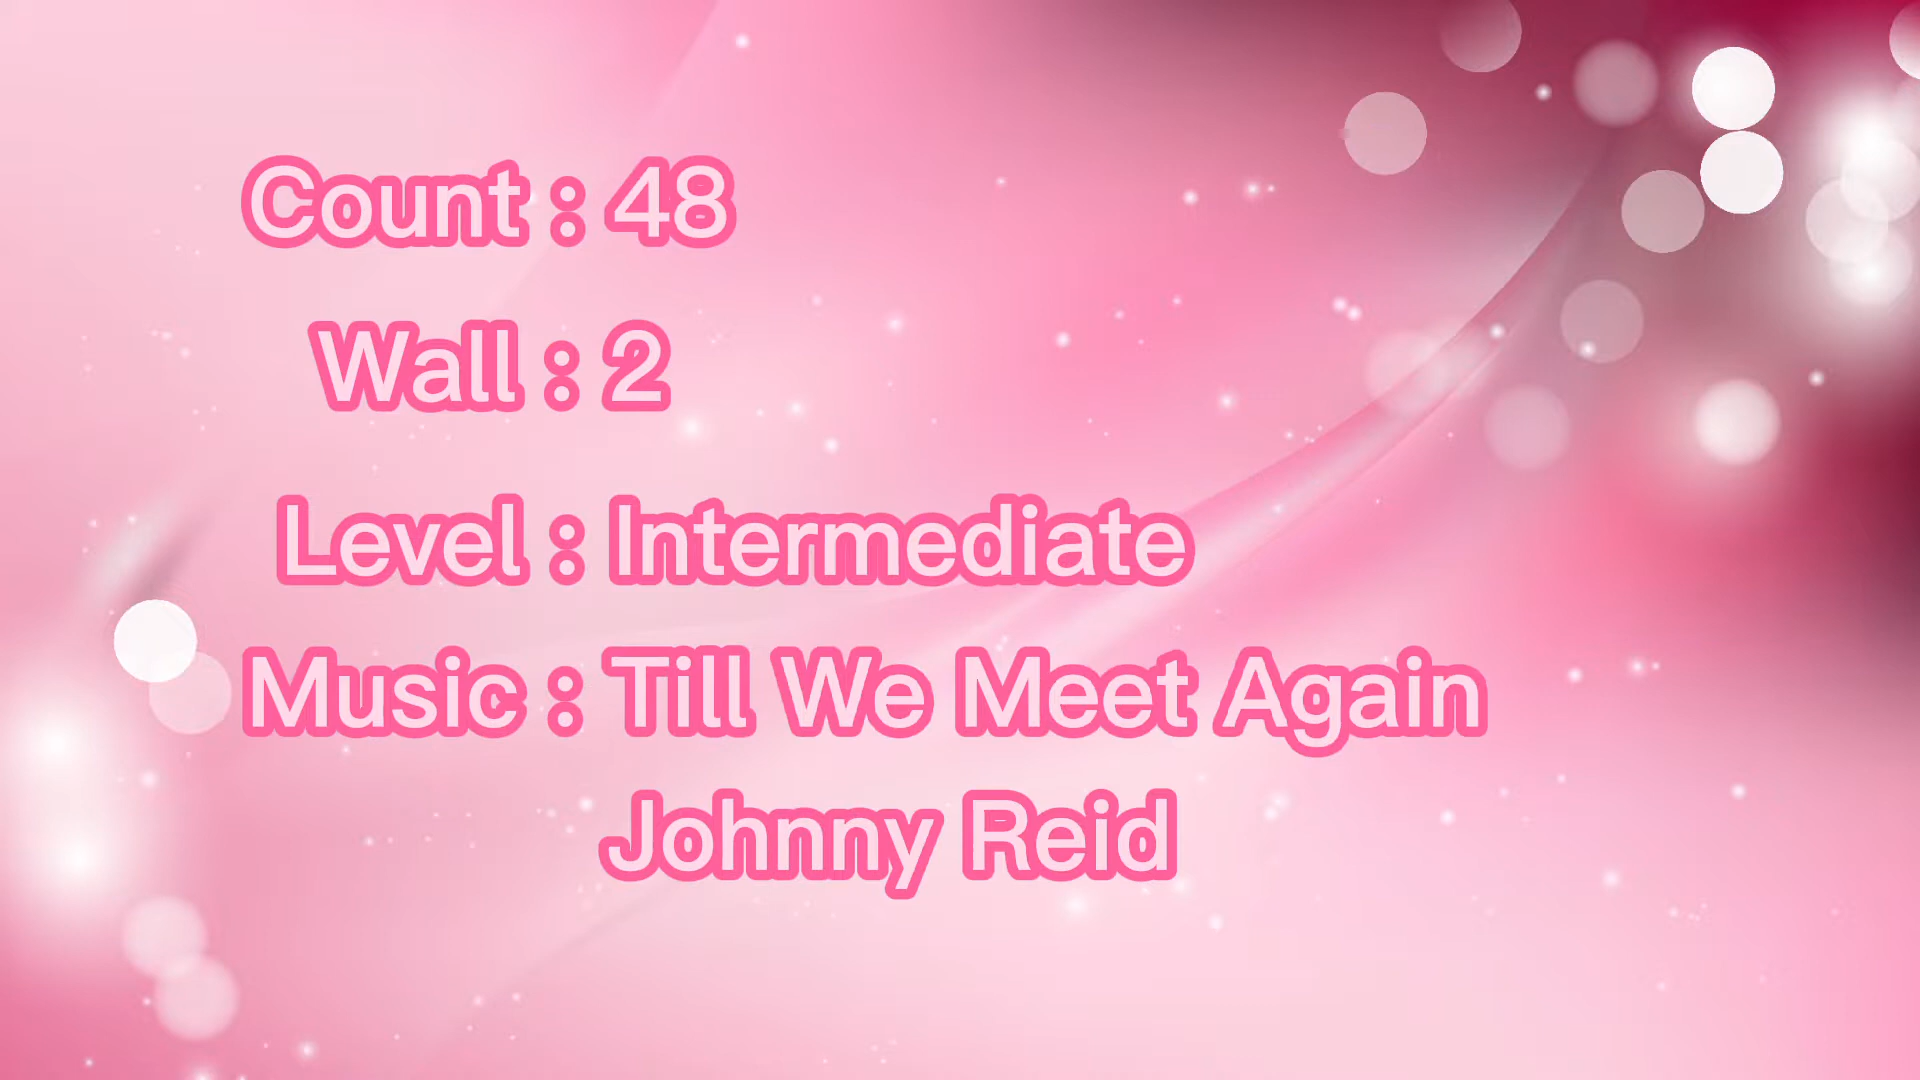 Count : 48
Wall : 2
Level : Intermediate
Music : Till We Meet Again
Johnny Reid